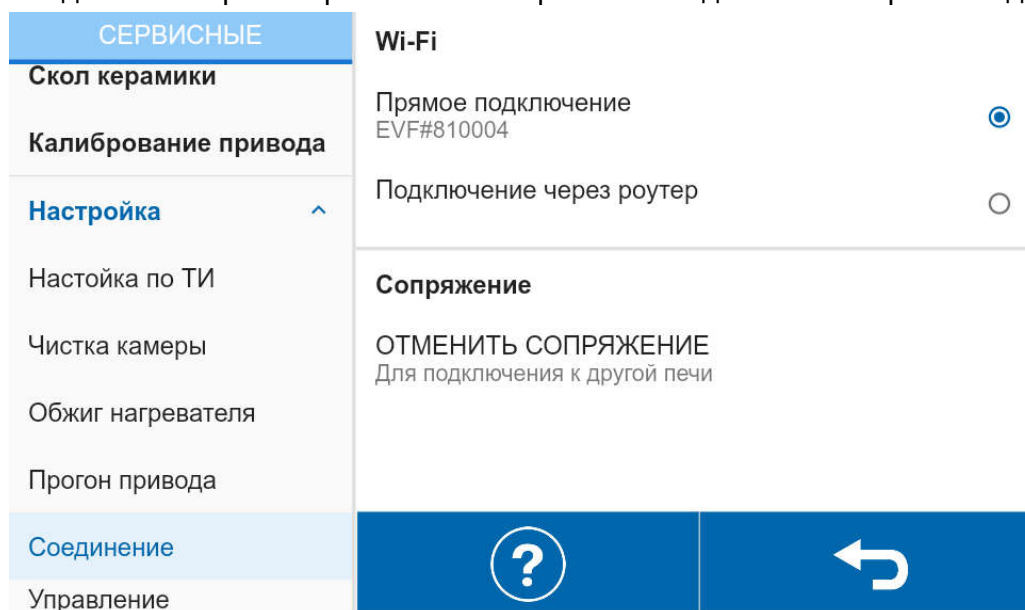 СЕРВИСНЫЕ
Скол керамики
Калибрование привода
Настройка
Настойка по ТИ
Чистка камеры
Обжиг нагревателя
Прогон привода
Соединение
Управление
Wi-Fi
Прямое подключение
EVF#810004
Подключение через роутер
Сопряжение
ОТМЕНИТЬ СОПРЯЖЕНИЕ
Для подключения к другой печи
?